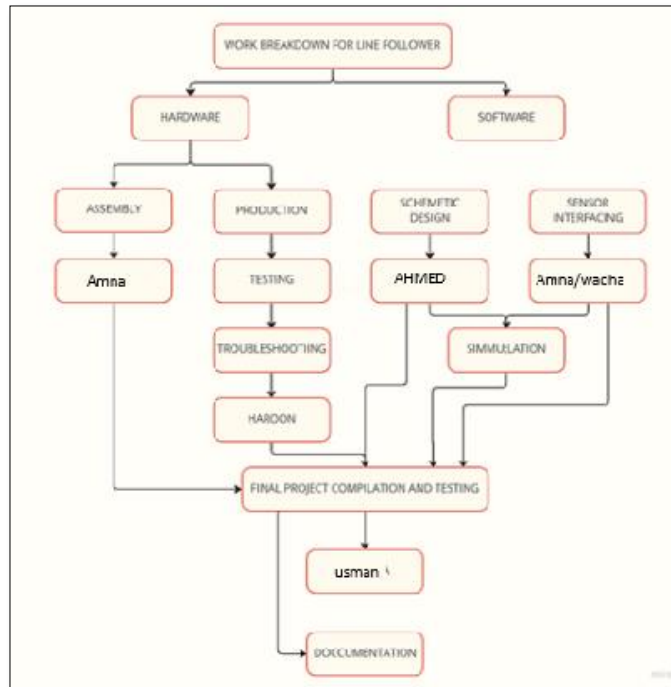 WORK BREAKDOWN FOR LINE FOLLOWER
HARDWARE
SOFTWARE
ASSEMBLY
PRODUCTION
SCHEMETIC
DESIGN
SENSOR
INTERFACING
Amna
TESTING
AHMED
Amna/wacha
TROUBLESHOOTING
SIMMULATION
HAROON
FINAL PROJECT COMPILATION AND TESTING
usman
DOCCUMENTATION